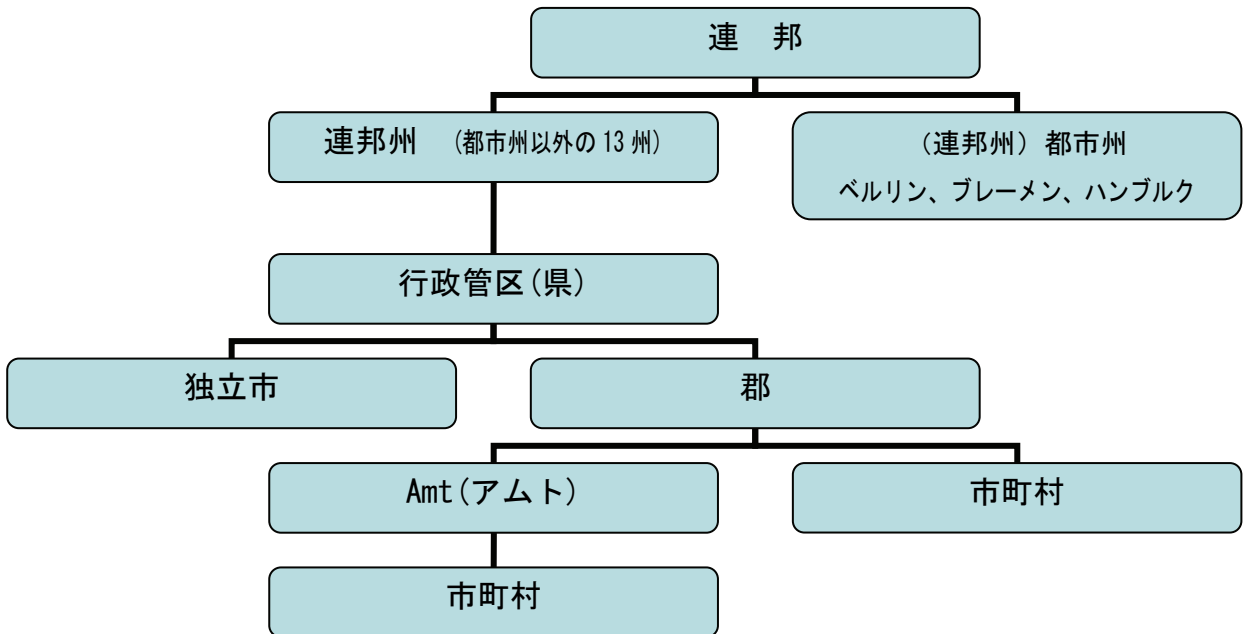 連　邦
連邦州　（都市州以外の13州）
（連邦州）都市州
ベルリン、ブレーメン、ハンブルク
行政管区(県)
独立市
郡
Amt(アムト)
市町村
市町村